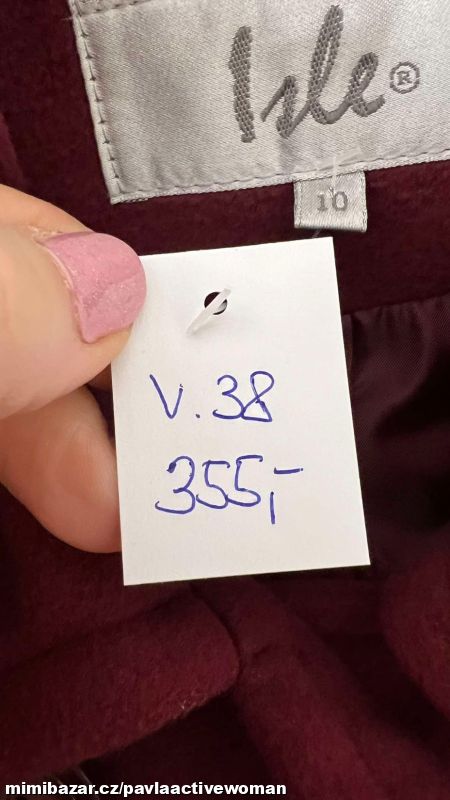 Isle®
10
V.38
355,-
mimibazar.cz/pavlaactivewoman